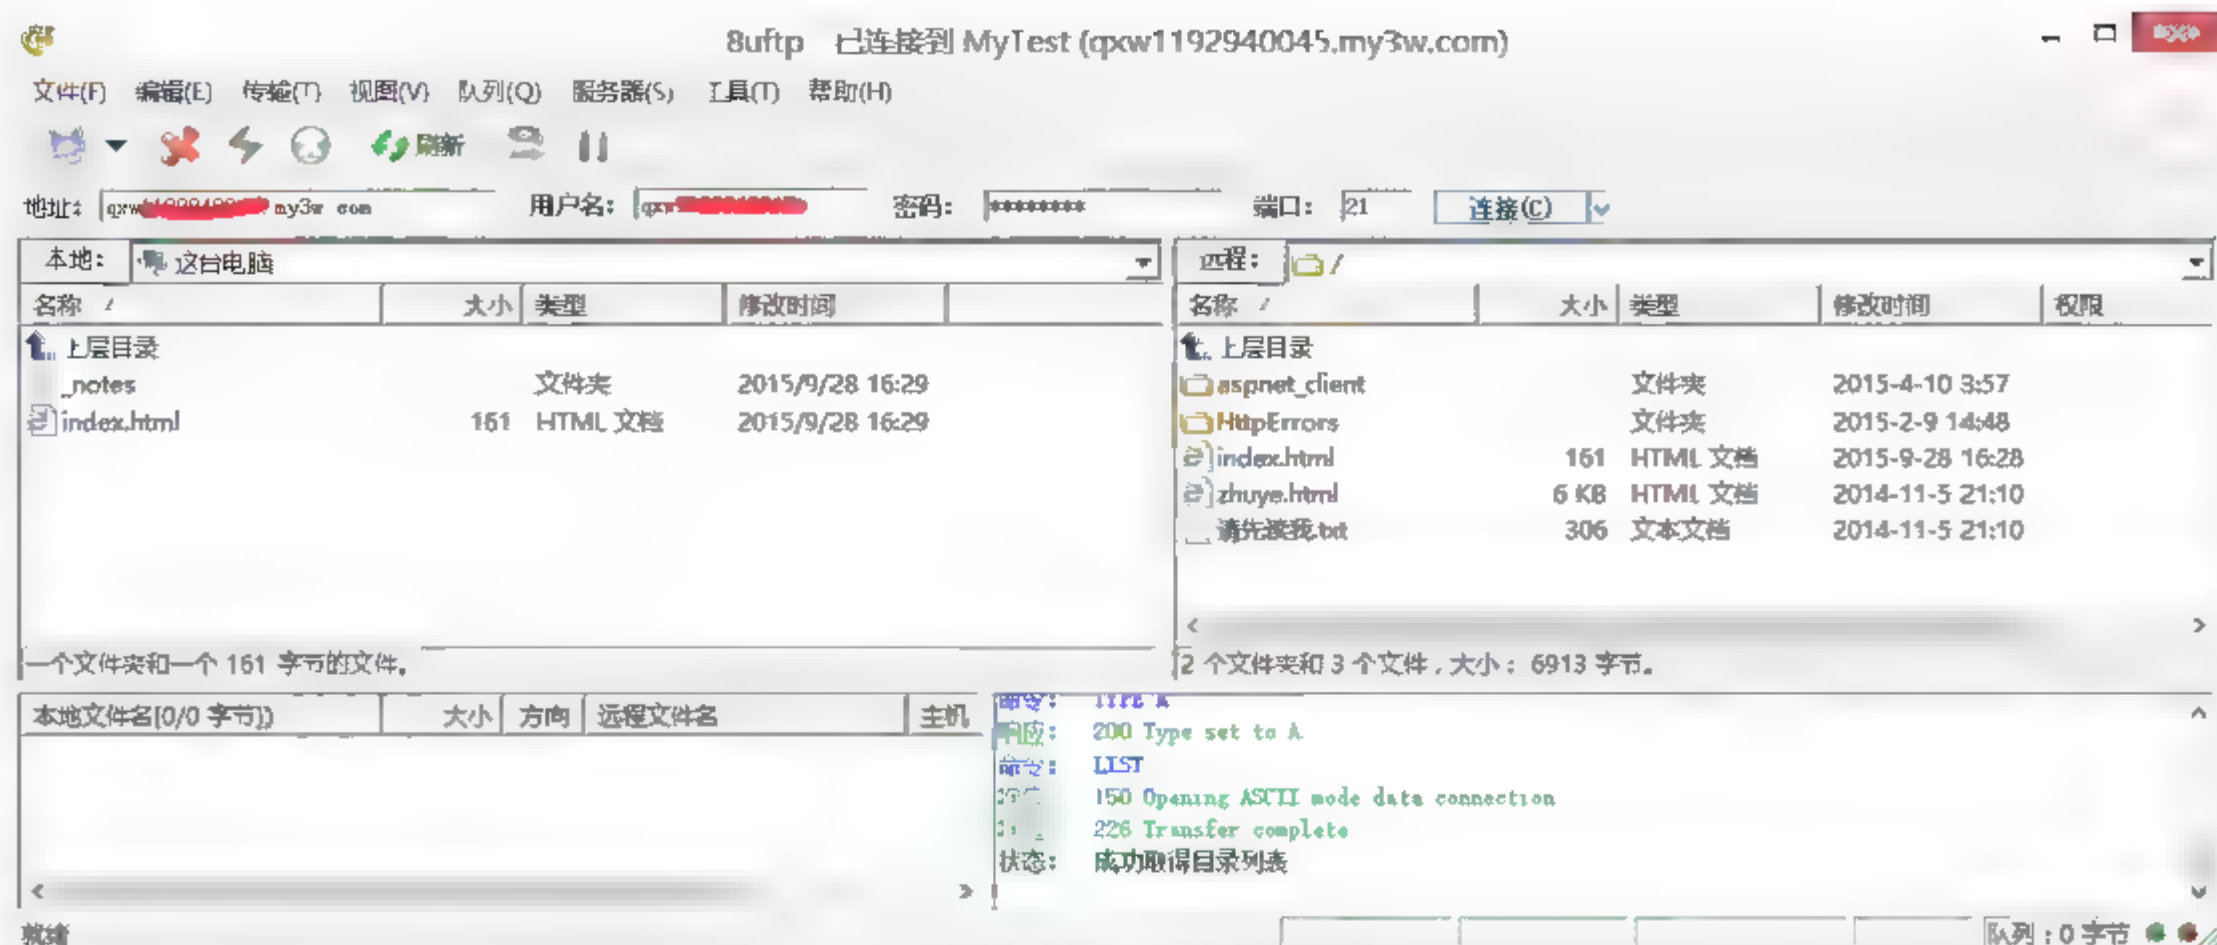 8uftp 已连接到 MyTest (qxw1192940045.my3w.com)
文件(F) 编辑(E) 传输(T) 视图(V) 队列(Q) 服务器(S) 工具(T) 帮助(H)
刷新
地址: qxw my3w com 用户名: qxw 密码: ******** 端口: 21 连接(C)
本地: 这台电脑
名称 / 大小 类型 修改时间
上层目录
_notes 文件夹 2015/9/28 16:29
index.html 161 HTML 文档 2015/9/28 16:29
一个文件夹和一个 161 字节的文件。
远程: /
名称 / 大小 类型 修改时间 权限
上层目录
aspnet_client 文件夹 2015-4-10 3:57
HttpErrors 文件夹 2015-2-9 14:48
index.html 161 HTML 文档 2015-9-28 16:28
zhuye.html 6 KB HTML 文档 2014-11-5 21:10
请先读我.txt 306 文本文档 2014-11-5 21:10
2 个文件夹和 3 个文件，大小: 6913 字节。
本地文件名[0/0 字节]) 大小 方向 远程文件名 主机
命令: TYPE A
响应: 200 Type set to A
命令: LIST
150 Opening ASCII mode data connection
226 Transfer complete
状态: 成功取得目录列表
就绪 队列: 0 字节